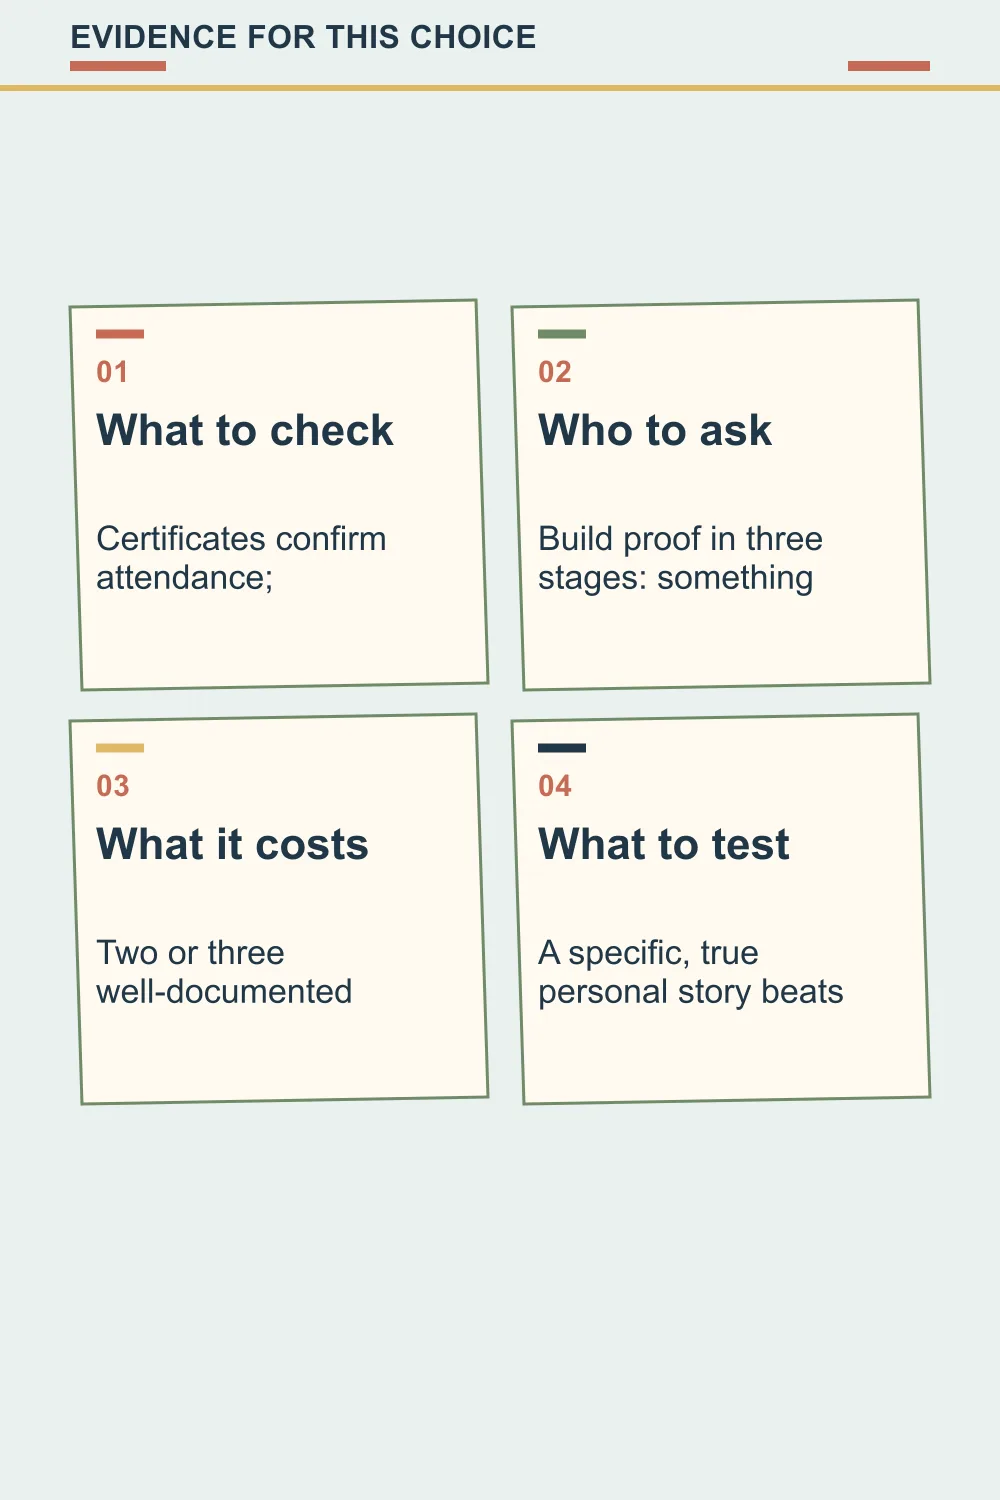 EVIDENCE FOR THIS CHOICE
01
What to check
Certificates confirm
attendance;
02
Who to ask
Build proof in three
stages: something
03
What it costs
Two or three
well-documented
04
What to test
A specific, true
personal story beats